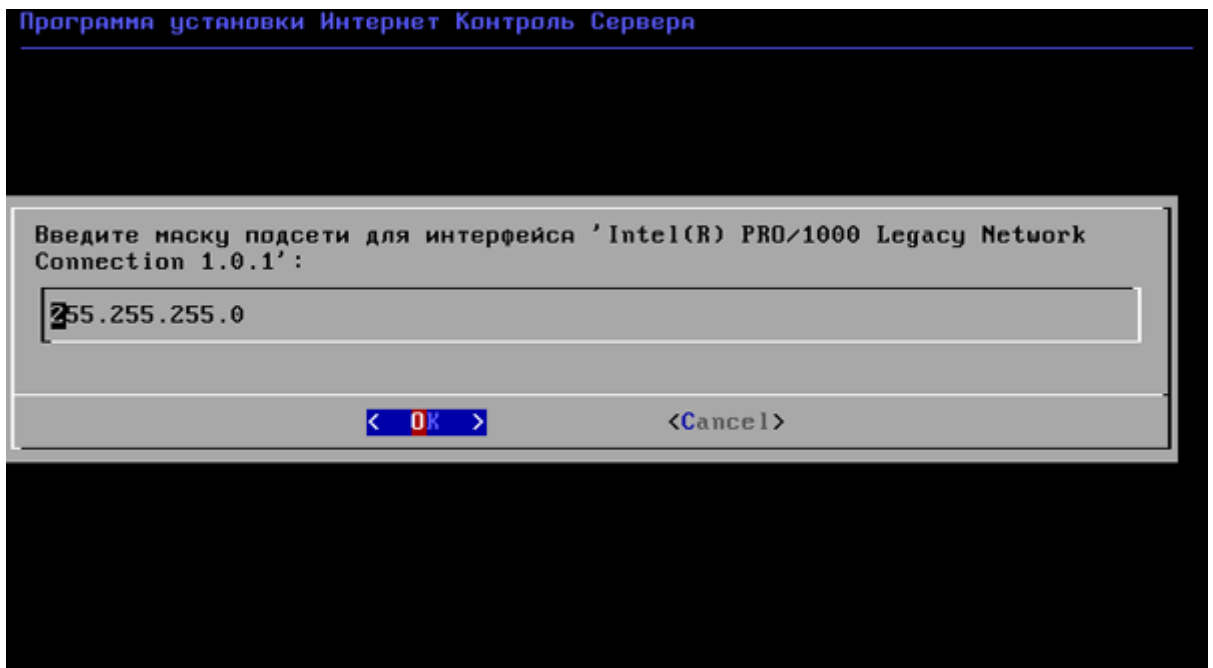 Программа установки Интернет Контроль Сервера
Введите маску подсети для интерфейса 'Intel(R) PRO/1000 Legacy Network
Connection 1.0.1':
255.255.255.0
< OK > <Cancel>